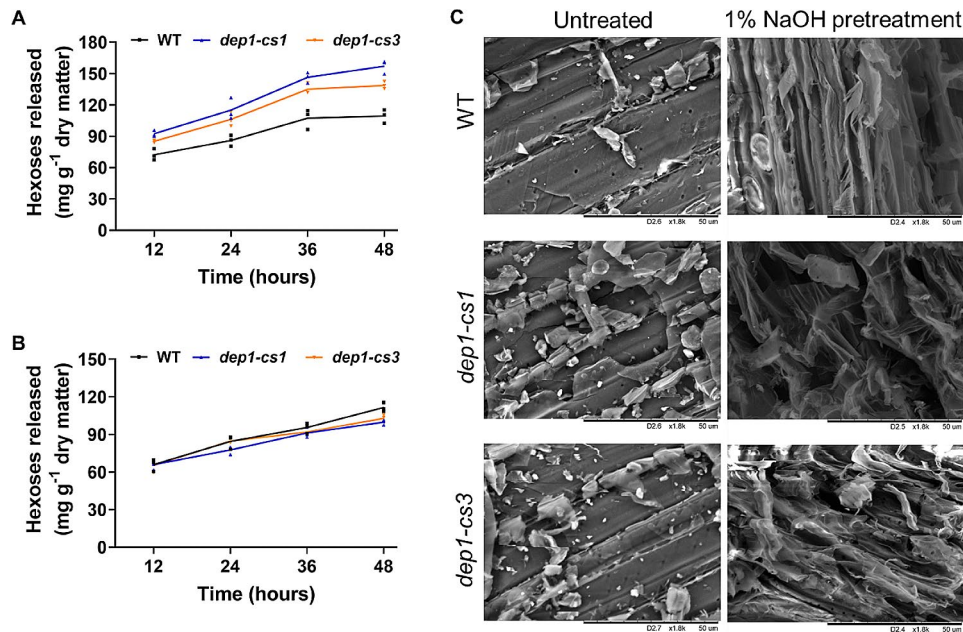 A
WT dep1-cs1 dep1-cs3
Hexoses released
(mg g-1 dry matter)
180
150
120
90
60
30
0
12 24 36 48
Time (hours)
B
WT dep1-cs1 dep1-cs3
Hexoses released
(mg g-1 dry matter)
150
120
90
60
30
0
12 24 36 48
Time (hours)
C
Untreated 1% NaOH pretreatment
WT
D2.6 x1.8k 50 um
D2.4 x1.8k 50 um
dep1-cs1
D2.6 x1.8k 50 um
D2.5 x1.8k 50 um
dep1-cs3
D2.7 x1.8k 50 um
D2.4 x1.8k 50 um